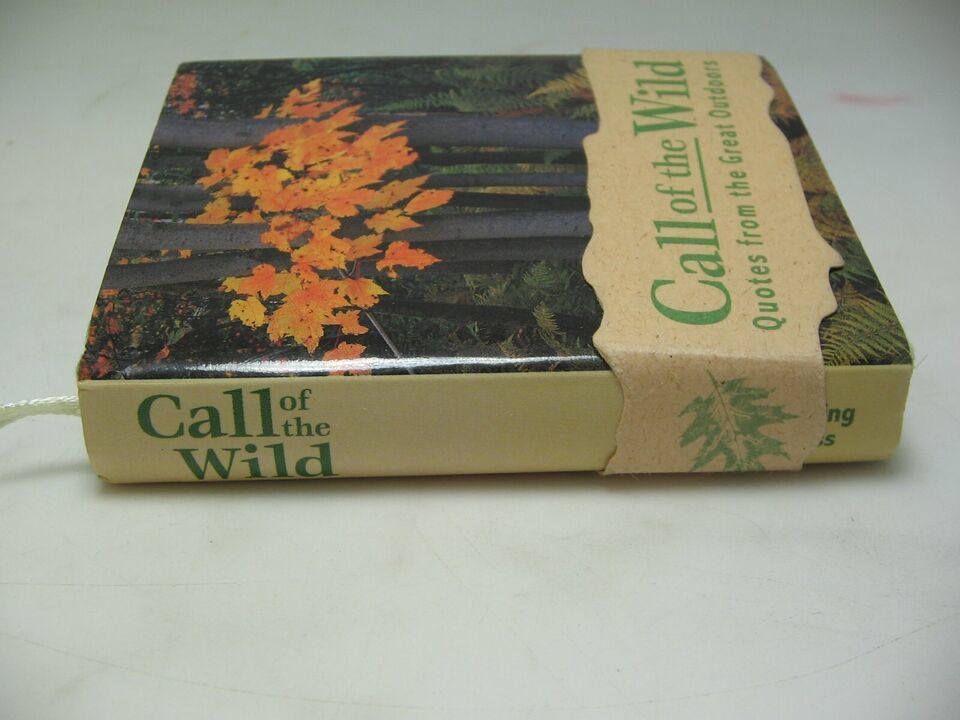 Call of the Wild
Quotes from the Great Outdoors
Call of
the
Wild